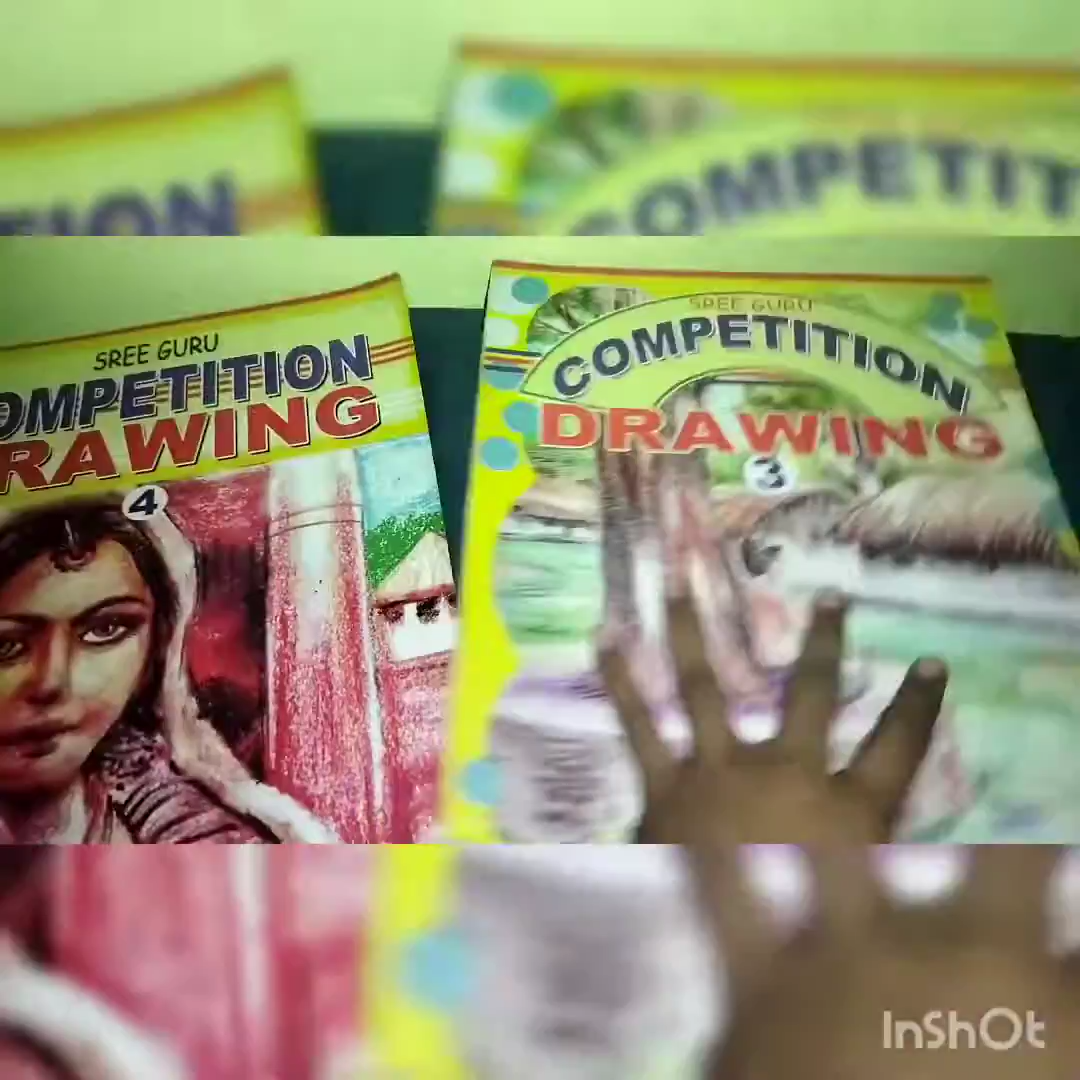 TION
COMPETIT
SREE GURU
OMPETITION
RAWING
4
SREE GURU
COMPETITION
DRAWING
3
InShOt